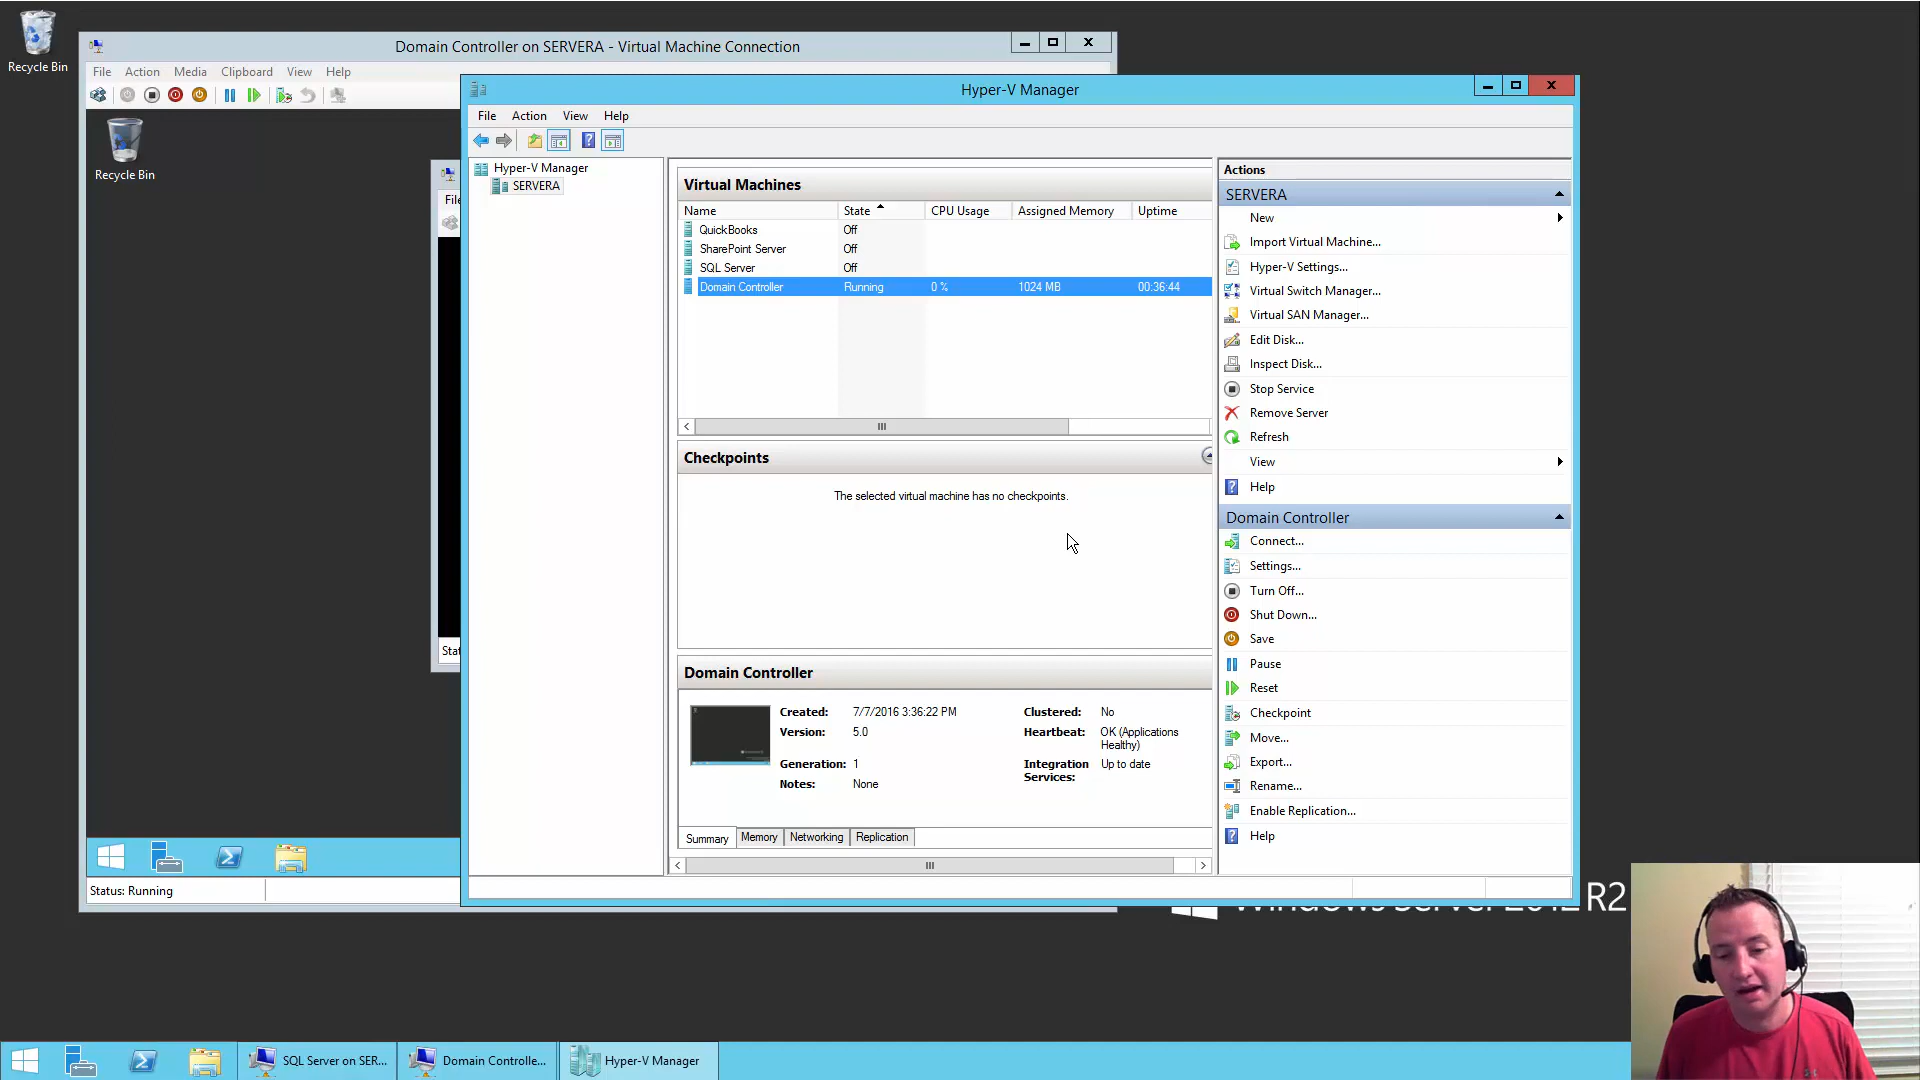 Recycle Bin
Domain Controller on SERVERA - Virtual Machine Connection
File Action Media Clipboard View Help
Recycle Bin
File
Hyper-V Manager
File Action View Help
Hyper-V Manager
SERVERA
Virtual Machines
Name State CPU Usage Assigned Memory Uptime
QuickBooks Off
SharePoint Server Off
SQL Server Off
Domain Controller Running 0 % 1024 MB 00:36:44
Checkpoints
The selected virtual machine has no checkpoints.
Domain Controller
Created: 7/7/2016 3:36:22 PM Clustered: No
Version: 5.0 Heartbeat: OK (Applications Healthy)
Generation: 1 Integration Services: Up to date
Notes: None
Summary Memory Networking Replication
Actions
SERVERA
New
Import Virtual Machine...
Hyper-V Settings...
Virtual Switch Manager...
Virtual SAN Manager...
Edit Disk...
Inspect Disk...
Stop Service
Remove Server
Refresh
View
Help
Domain Controller
Connect...
Settings...
Turn Off...
Shut Down...
Save
Pause
Reset
Checkpoint
Move...
Export...
Rename...
Enable Replication...
Help
Stat
Status: Running
R2
SQL Server on SER... Domain Controlle... Hyper-V Manager